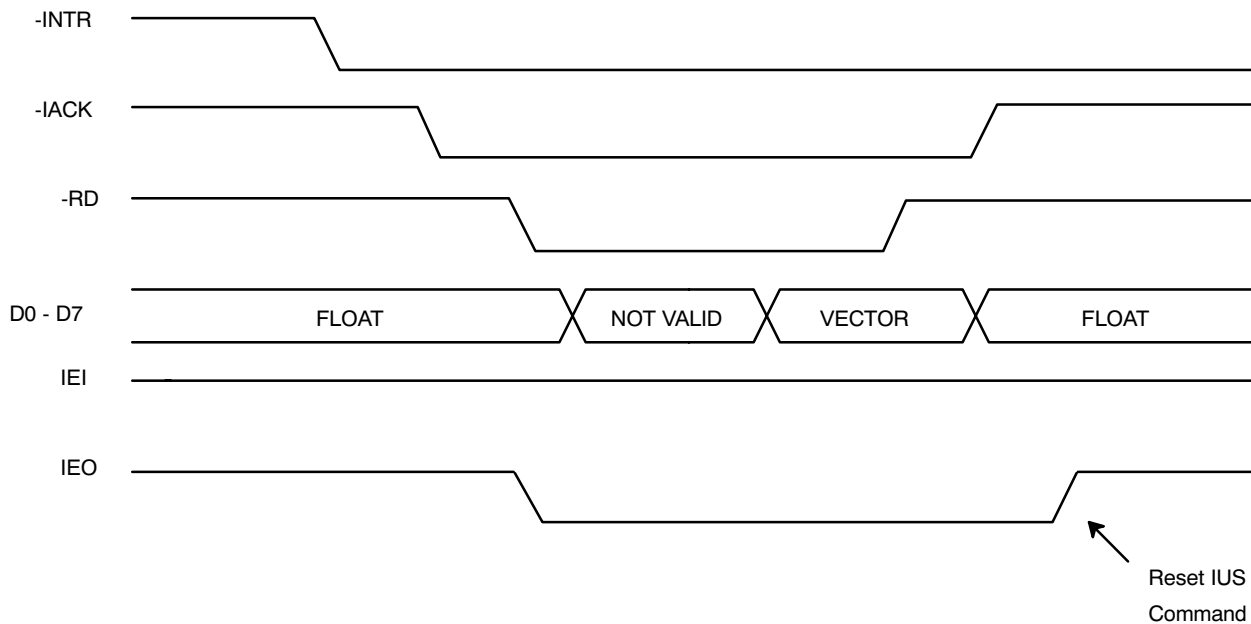 -INTR
-IACK
-RD
D0 - D7
FLOAT
NOT VALID
VECTOR
FLOAT
IEI
IEO
Reset IUS
Command